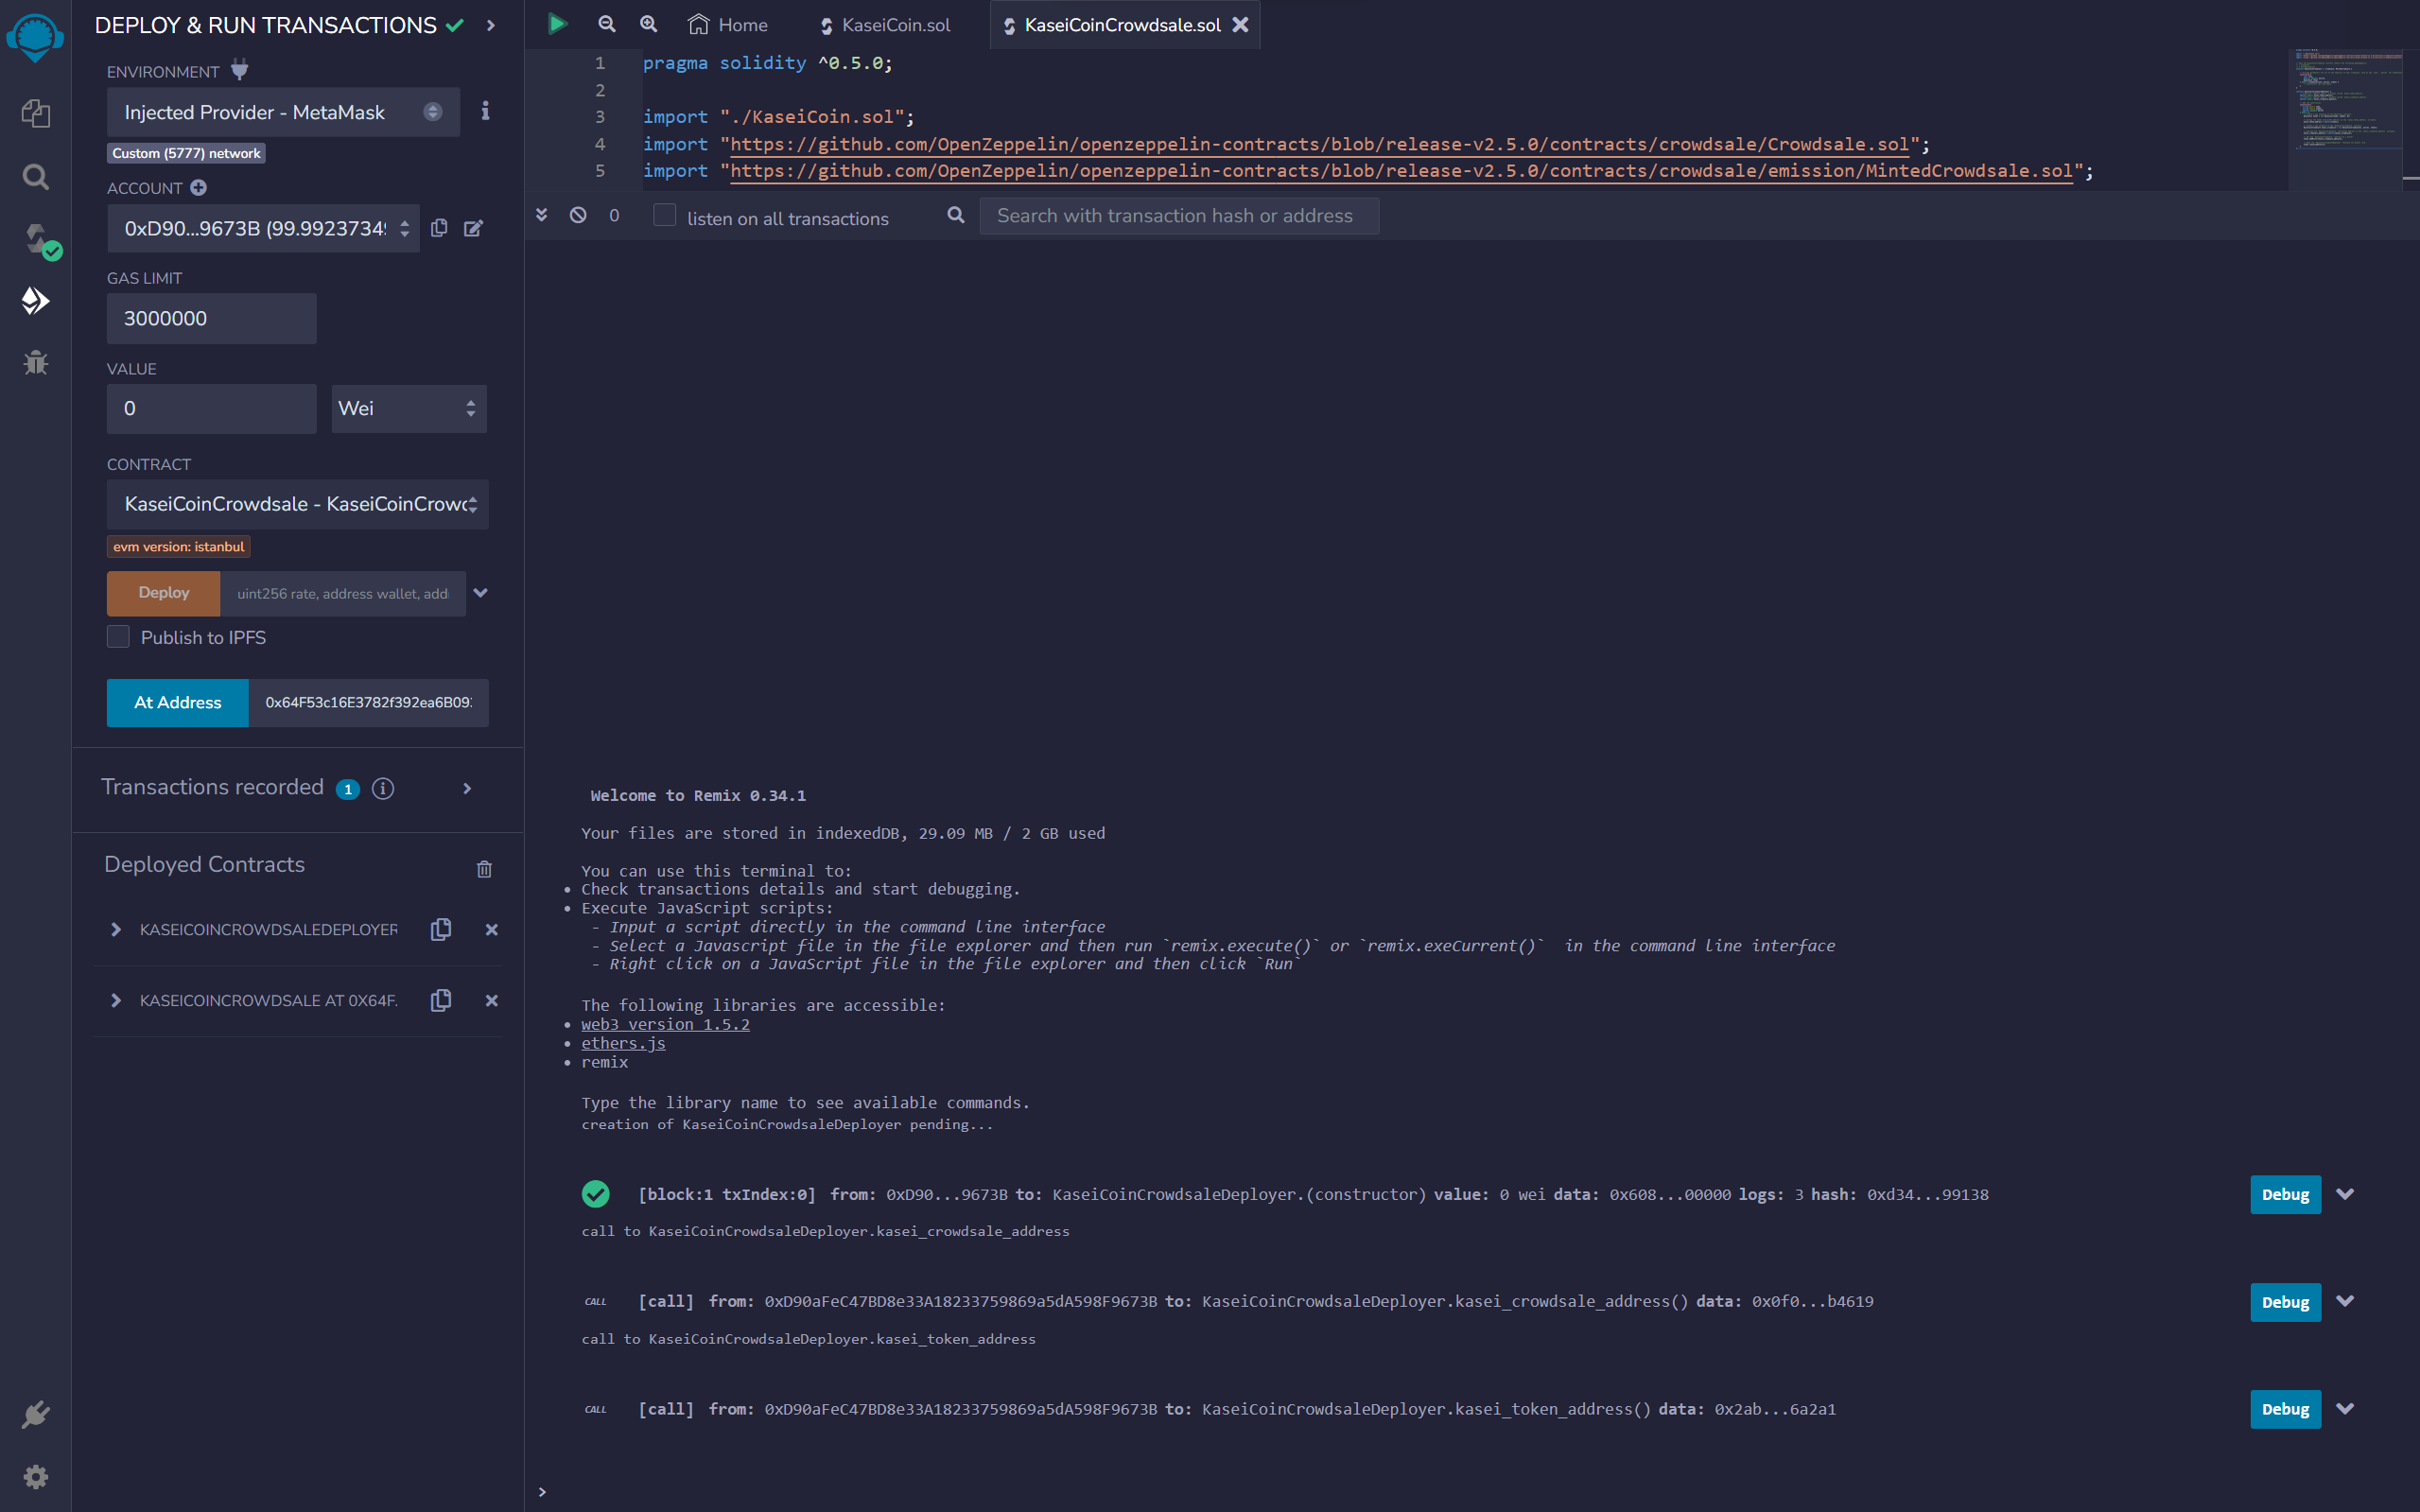 DEPLOY & RUN TRANSACTIONS
ENVIRONMENT
Injected Provider - MetaMask
Custom (5777) network
ACCOUNT
0xD90...9673B (99.9923734
GAS LIMIT
3000000
VALUE
0
Wei
CONTRACT
KaseiCoinCrowdsale - KaseiCoinCrow
evm version: istanbul
Deploy
uint256 rate, address wallet, add
Publish to IPFS
At Address
0x64F53c16E3782f392ea6B09
Transactions recorded 1
Deployed Contracts
KASEICOINCROWDSALEDEPLOYER
KASEICOINCROWDSALE AT 0X64F.
Home
KaseiCoin.sol
KaseiCoinCrowdsale.sol
1 pragma solidity ^0.5.0;
2
3 import "./KaseiCoin.sol";
4 import "https://github.com/OpenZeppelin/openzeppelin-contracts/blob/release-v2.5.0/contracts/crowdsale/Crowdsale.sol";
5 import "https://github.com/OpenZeppelin/openzeppelin-contracts/blob/release-v2.5.0/contracts/crowdsale/emission/MintedCrowdsale.sol";
0
listen on all transactions
Search with transaction hash or address
Welcome to Remix 0.34.1
Your files are stored in indexedDB, 29.09 MB / 2 GB used
You can use this terminal to:
• Check transactions details and start debugging.
• Execute JavaScript scripts:
- Input a script directly in the command line interface
- Select a Javascript file in the file explorer and then run `remix.execute()` or `remix.exeCurrent()` in the command line interface
- Right click on a JavaScript file in the file explorer and then click `Run`
The following libraries are accessible:
• web3 version 1.5.2
• ethers.js
• remix
Type the library name to see available commands.
creation of KaseiCoinCrowdsaleDeployer pending...
[block:1 txIndex:0] from: 0xD90...9673B to: KaseiCoinCrowdsaleDeployer.(constructor) value: 0 wei data: 0x608...00000 logs: 3 hash: 0xd34...99138
Debug
call to KaseiCoinCrowdsaleDeployer.kasei_crowdsale_address
CALL [call] from: 0xD90aFeC47BD8e33A18233759869a5dA598F9673B to: KaseiCoinCrowdsaleDeployer.kasei_crowdsale_address() data: 0x0f0...b4619
Debug
call to KaseiCoinCrowdsaleDeployer.kasei_token_address
CALL [call] from: 0xD90aFeC47BD8e33A18233759869a5dA598F9673B to: KaseiCoinCrowdsaleDeployer.kasei_token_address() data: 0x2ab...6a2a1
Debug
>